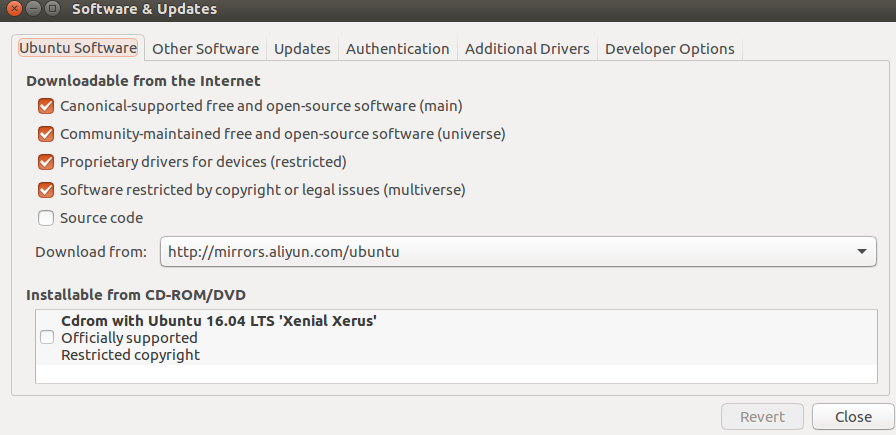 Software & Updates
Ubuntu Software Other Software Updates Authentication Additional Drivers Developer Options
Downloadable from the Internet
Canonical-supported free and open-source software (main)
Community-maintained free and open-source software (universe)
Proprietary drivers for devices (restricted)
Software restricted by copyright or legal issues (multiverse)
Source code
Download from: http://mirrors.aliyun.com/ubuntu
Installable from CD-ROM/DVD
Cdrom with Ubuntu 16.04 LTS 'Xenial Xerus'
Officially supported
Restricted copyright
Revert Close